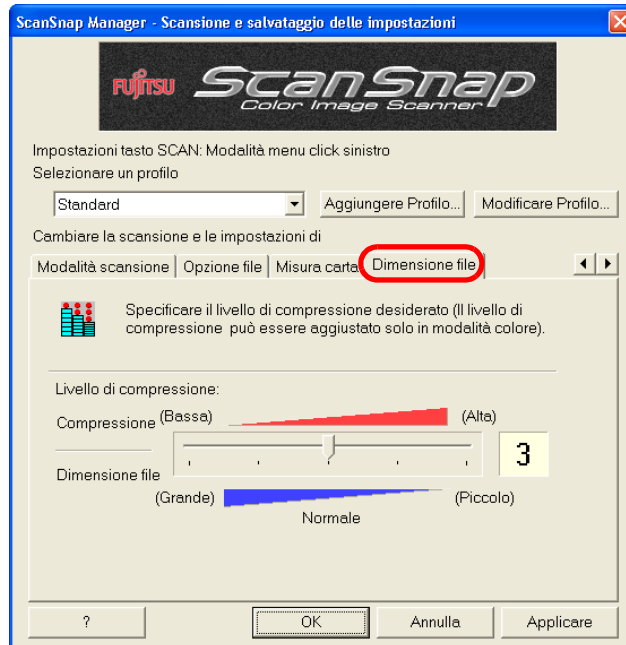 ScanSnap Manager - Scansione e salvataggio delle impostazioni
FUJITSU ScanSnap
Color Image Scanner
Impostazioni tasto SCAN: Modalità menu click sinistro
Selezionare un profilo
Standard
Aggiungere Profilo...
Modificare Profilo...
Cambiare la scansione e le impostazioni di
Modalità scansione
Opzione file
Misura carta
Dimensione file
Specificare il livello di compressione desiderato (Il livello di
compressione può essere aggiustato solo in modalità colore).
Livello di compressione:
Compressione
(Bassa)
(Alta)
3
Dimensione file
(Grande)
(Piccolo)
Normale
?
OK
Annulla
Applicare